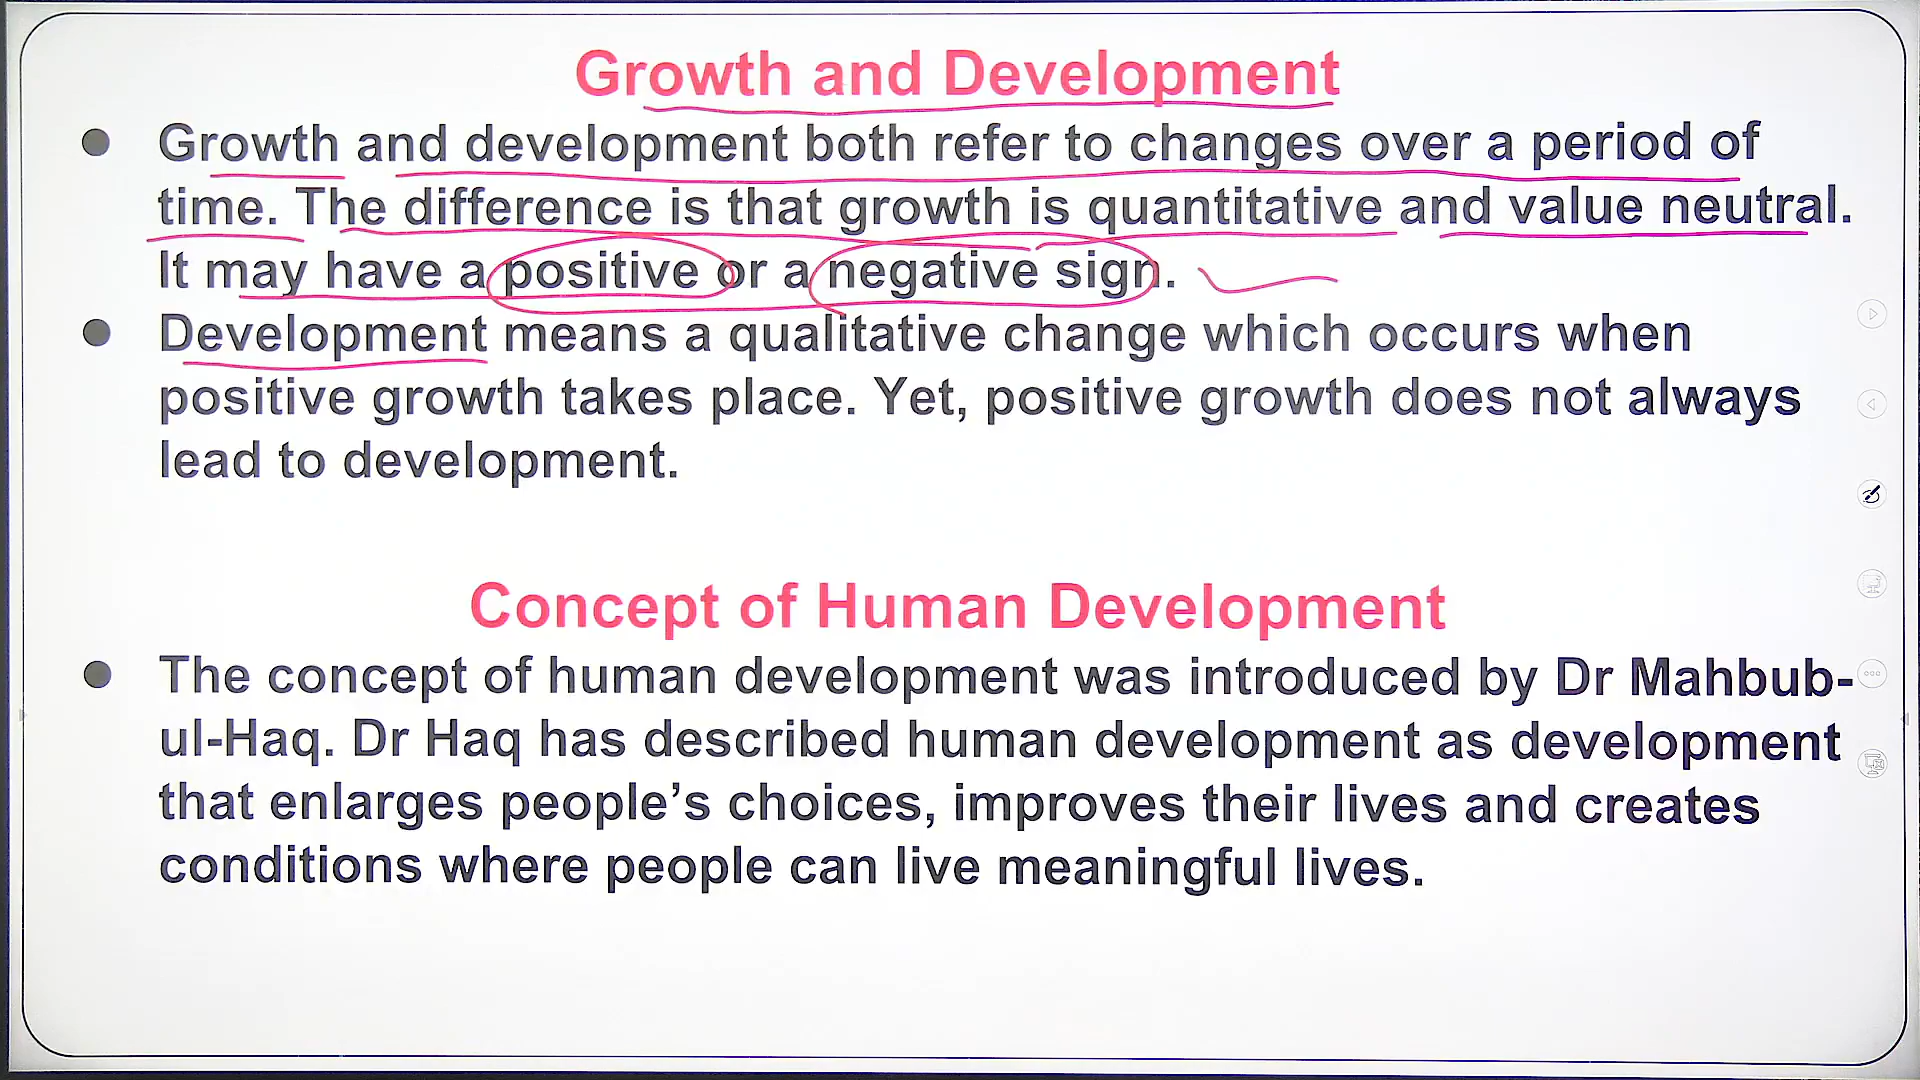 Growth and Development
● Growth and development both refer to changes over a period of
time. The difference is that growth is quantitative and value neutral.
It may have a positive or a negative sign.
● Development means a qualitative change which occurs when
positive growth takes place. Yet, positive growth does not always
lead to development.
Concept of Human Development
● The concept of human development was introduced by Dr Mahbub-
ul-Haq. Dr Haq has described human development as development
that enlarges people’s choices, improves their lives and creates
conditions where people can live meaningful lives.